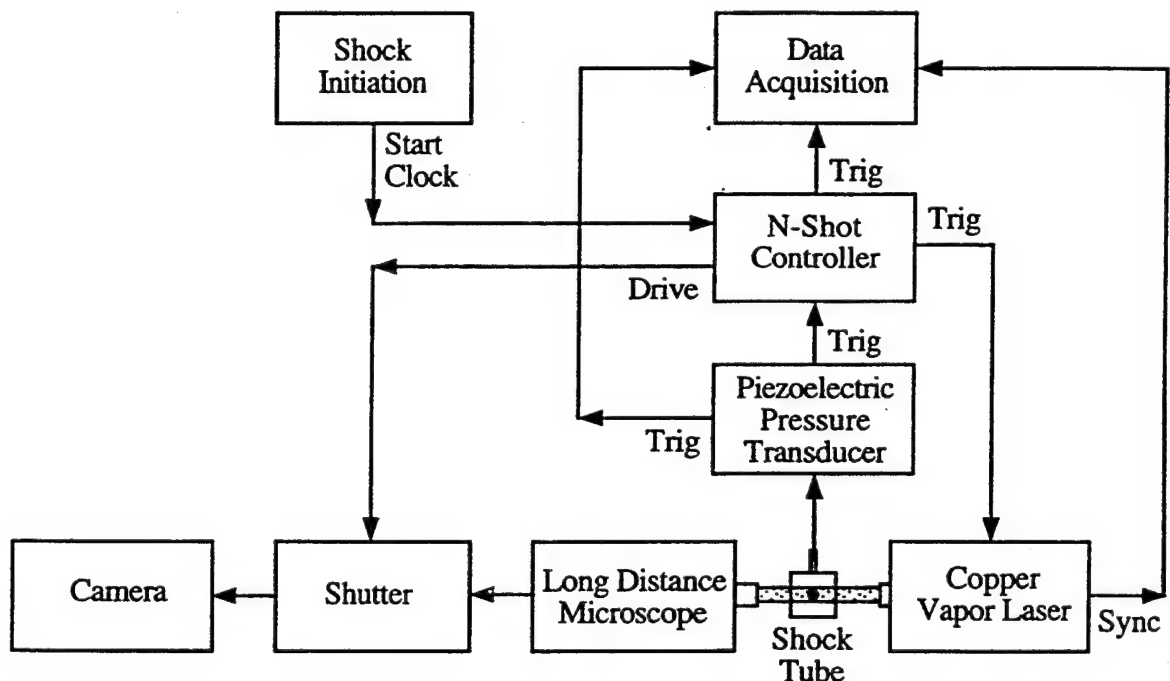 Shock
Initiation
Data
Acquisition
Start
Clock
Trig
N-Shot
Controller
Trig
Drive
Trig
Piezoelectric
Pressure
Transducer
Trig
Camera
Shutter
Long Distance
Microscope
Copper
Vapor Laser
Sync
Shock
Tube